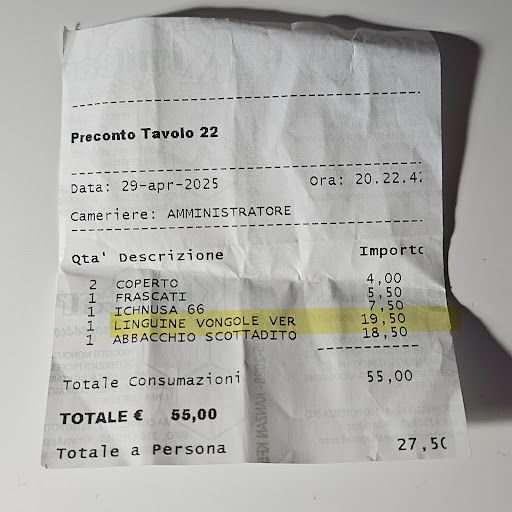 Preconto Tavolo 22
Data: 29-apr-2025 Ora: 20.22.42
Cameriere: AMMINISTRATORE
Qta' Descrizione Importo
2 COPERTO 4,00
1 FRASCATI 5,50
1 ICHNUSA 66 7,50
1 LINGUINE VONGOLE VER 19,50
1 ABBACCHIO SCOTTADITO 18,50
Totale Consumazioni 55,00
TOTALE € 55,00
Totale a Persona 27,50